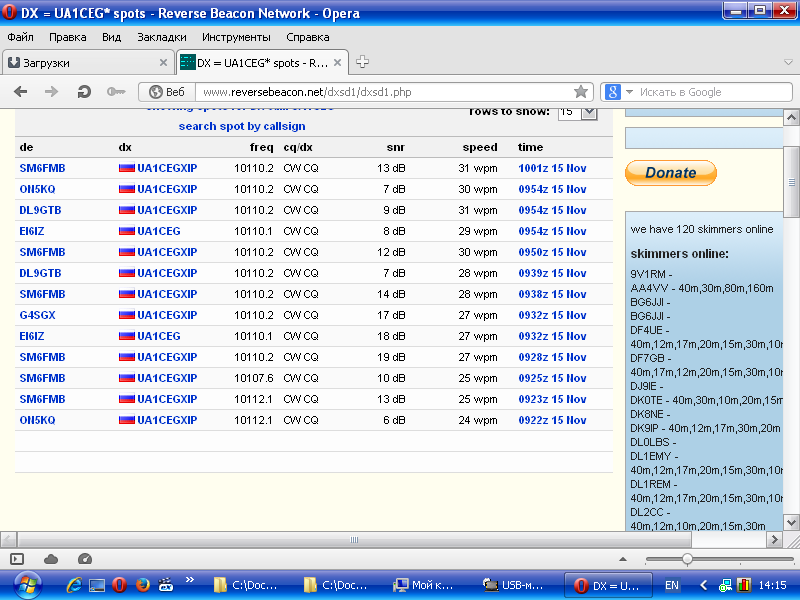 DX = UA1CEG* spots - Reverse Beacon Network - Opera
Файл Правка Вид Закладки Инструменты Справка
Загрузки
DX = UA1CEG* spots - R...
Веб www.reversebeacon.net/dxsd1/dxsd1.php
Искать в Google
rows to show: 15
search spot by callsign
de dx freq cq/dx snr speed time
SM6FMB UA1CEGXIP 10110.2 CW CQ 13 dB 31 wpm 1001z 15 Nov
ON5KQ UA1CEGXIP 10110.2 CW CQ 7 dB 30 wpm 0954z 15 Nov
DL9GTB UA1CEGXIP 10110.2 CW CQ 9 dB 31 wpm 0954z 15 Nov
EI6IZ UA1CEG 10110.1 CW CQ 8 dB 29 wpm 0954z 15 Nov
SM6FMB UA1CEGXIP 10110.2 CW CQ 12 dB 30 wpm 0950z 15 Nov
DL9GTB UA1CEGXIP 10110.2 CW CQ 7 dB 28 wpm 0939z 15 Nov
SM6FMB UA1CEGXIP 10110.2 CW CQ 14 dB 28 wpm 0938z 15 Nov
G4SGX UA1CEGXIP 10110.2 CW CQ 17 dB 27 wpm 0932z 15 Nov
EI6IZ UA1CEG 10110.1 CW CQ 18 dB 27 wpm 0932z 15 Nov
SM6FMB UA1CEGXIP 10110.2 CW CQ 19 dB 27 wpm 0928z 15 Nov
SM6FMB UA1CEGXIP 10107.6 CW CQ 10 dB 25 wpm 0925z 15 Nov
SM6FMB UA1CEGXIP 10112.1 CW CQ 13 dB 25 wpm 0923z 15 Nov
ON5KQ UA1CEGXIP 10112.1 CW CQ 6 dB 24 wpm 0922z 15 Nov
Donate
we have 120 skimmers online
skimmers online:
9V1RM -
AA4VV - 40m,30m,80m,160m
BG6JJI -
BG6JJI -
DF4UE -
40m,12m,17m,20m,15m,30m,10m
DF7GB -
40m,17m,12m,20m,15m,30m,10m
DJ9IE -
DK0TE - 40m,30m,10m,20m,15m
DK8NE -
DK9IP - 40m,12m,17m,30m,20m
DL0LBS -
DL1EMY -
40m,12m,17m,20m,15m,30m,10m
DL1REM -
40m,12m,17m,20m,15m,30m,10m
DL2CC -
40m,12m,10m,20m,15m,30m
C:\Doc... C:\Doc... Мой к... USB-м... DX = U... EN 14:15